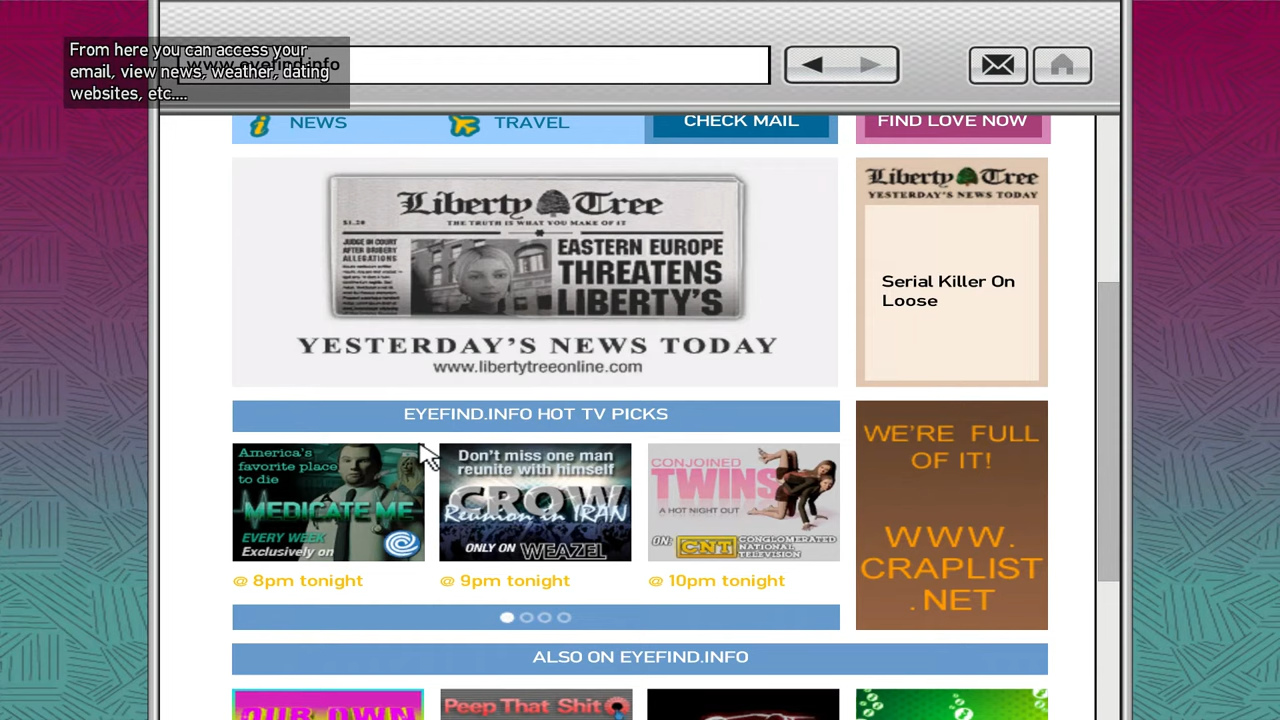 From here you can access your
email, view news, weather, dating
websites, etc....
www.eyefind.info
NEWS
TRAVEL
CHECK MAIL
FIND LOVE NOW
Liberty Tree
THE TRUTH IS WHAT YOU MAKE OF IT
$1.20
JUDGE IN COURT
AFTER BRIBERY
ALLEGATIONS
EASTERN EUROPE
THREATENS
LIBERTY'S
YESTERDAY'S NEWS TODAY
www.libertytreeonline.com
Liberty Tree
YESTERDAY'S NEWS TODAY
Serial Killer On
Loose
EYEFIND.INFO HOT TV PICKS
America's
favorite place
to die
MEDICATE ME
EVERY WEEK
Exclusively on
@ 8pm tonight
Don't miss one man
reunite with himself
CROW
Reunion in IRAN
ONLY ON WEAZEL
@ 9pm tonight
CONJOINED
TWINS
A HOT NIGHT OUT
ON: CNT CONGLOMERATED
NATIONAL
TELEVISION
@ 10pm tonight
WE'RE FULL
OF IT!
WWW.
CRAPLIST
.NET
ALSO ON EYEFIND.INFO
OUR OWN
Peep That Shit